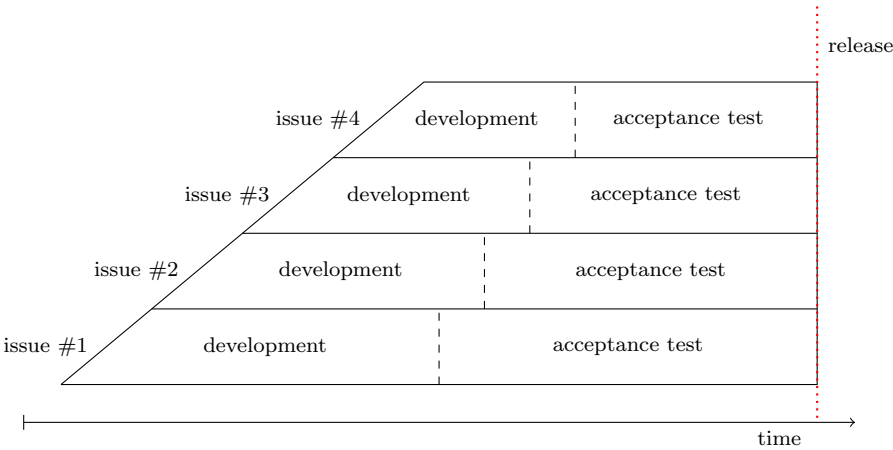 release
issue #4
development
acceptance test
issue #3
development
acceptance test
issue #2
development
acceptance test
issue #1
development
acceptance test
time